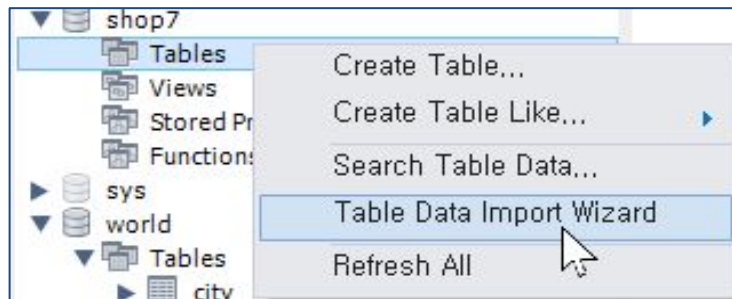 shop7
Tables
Views
Stored Pr
Functions
sys
world
Tables
city
Create Table...
Create Table Like...
Search Table Data...
Table Data Import Wizard
Refresh All